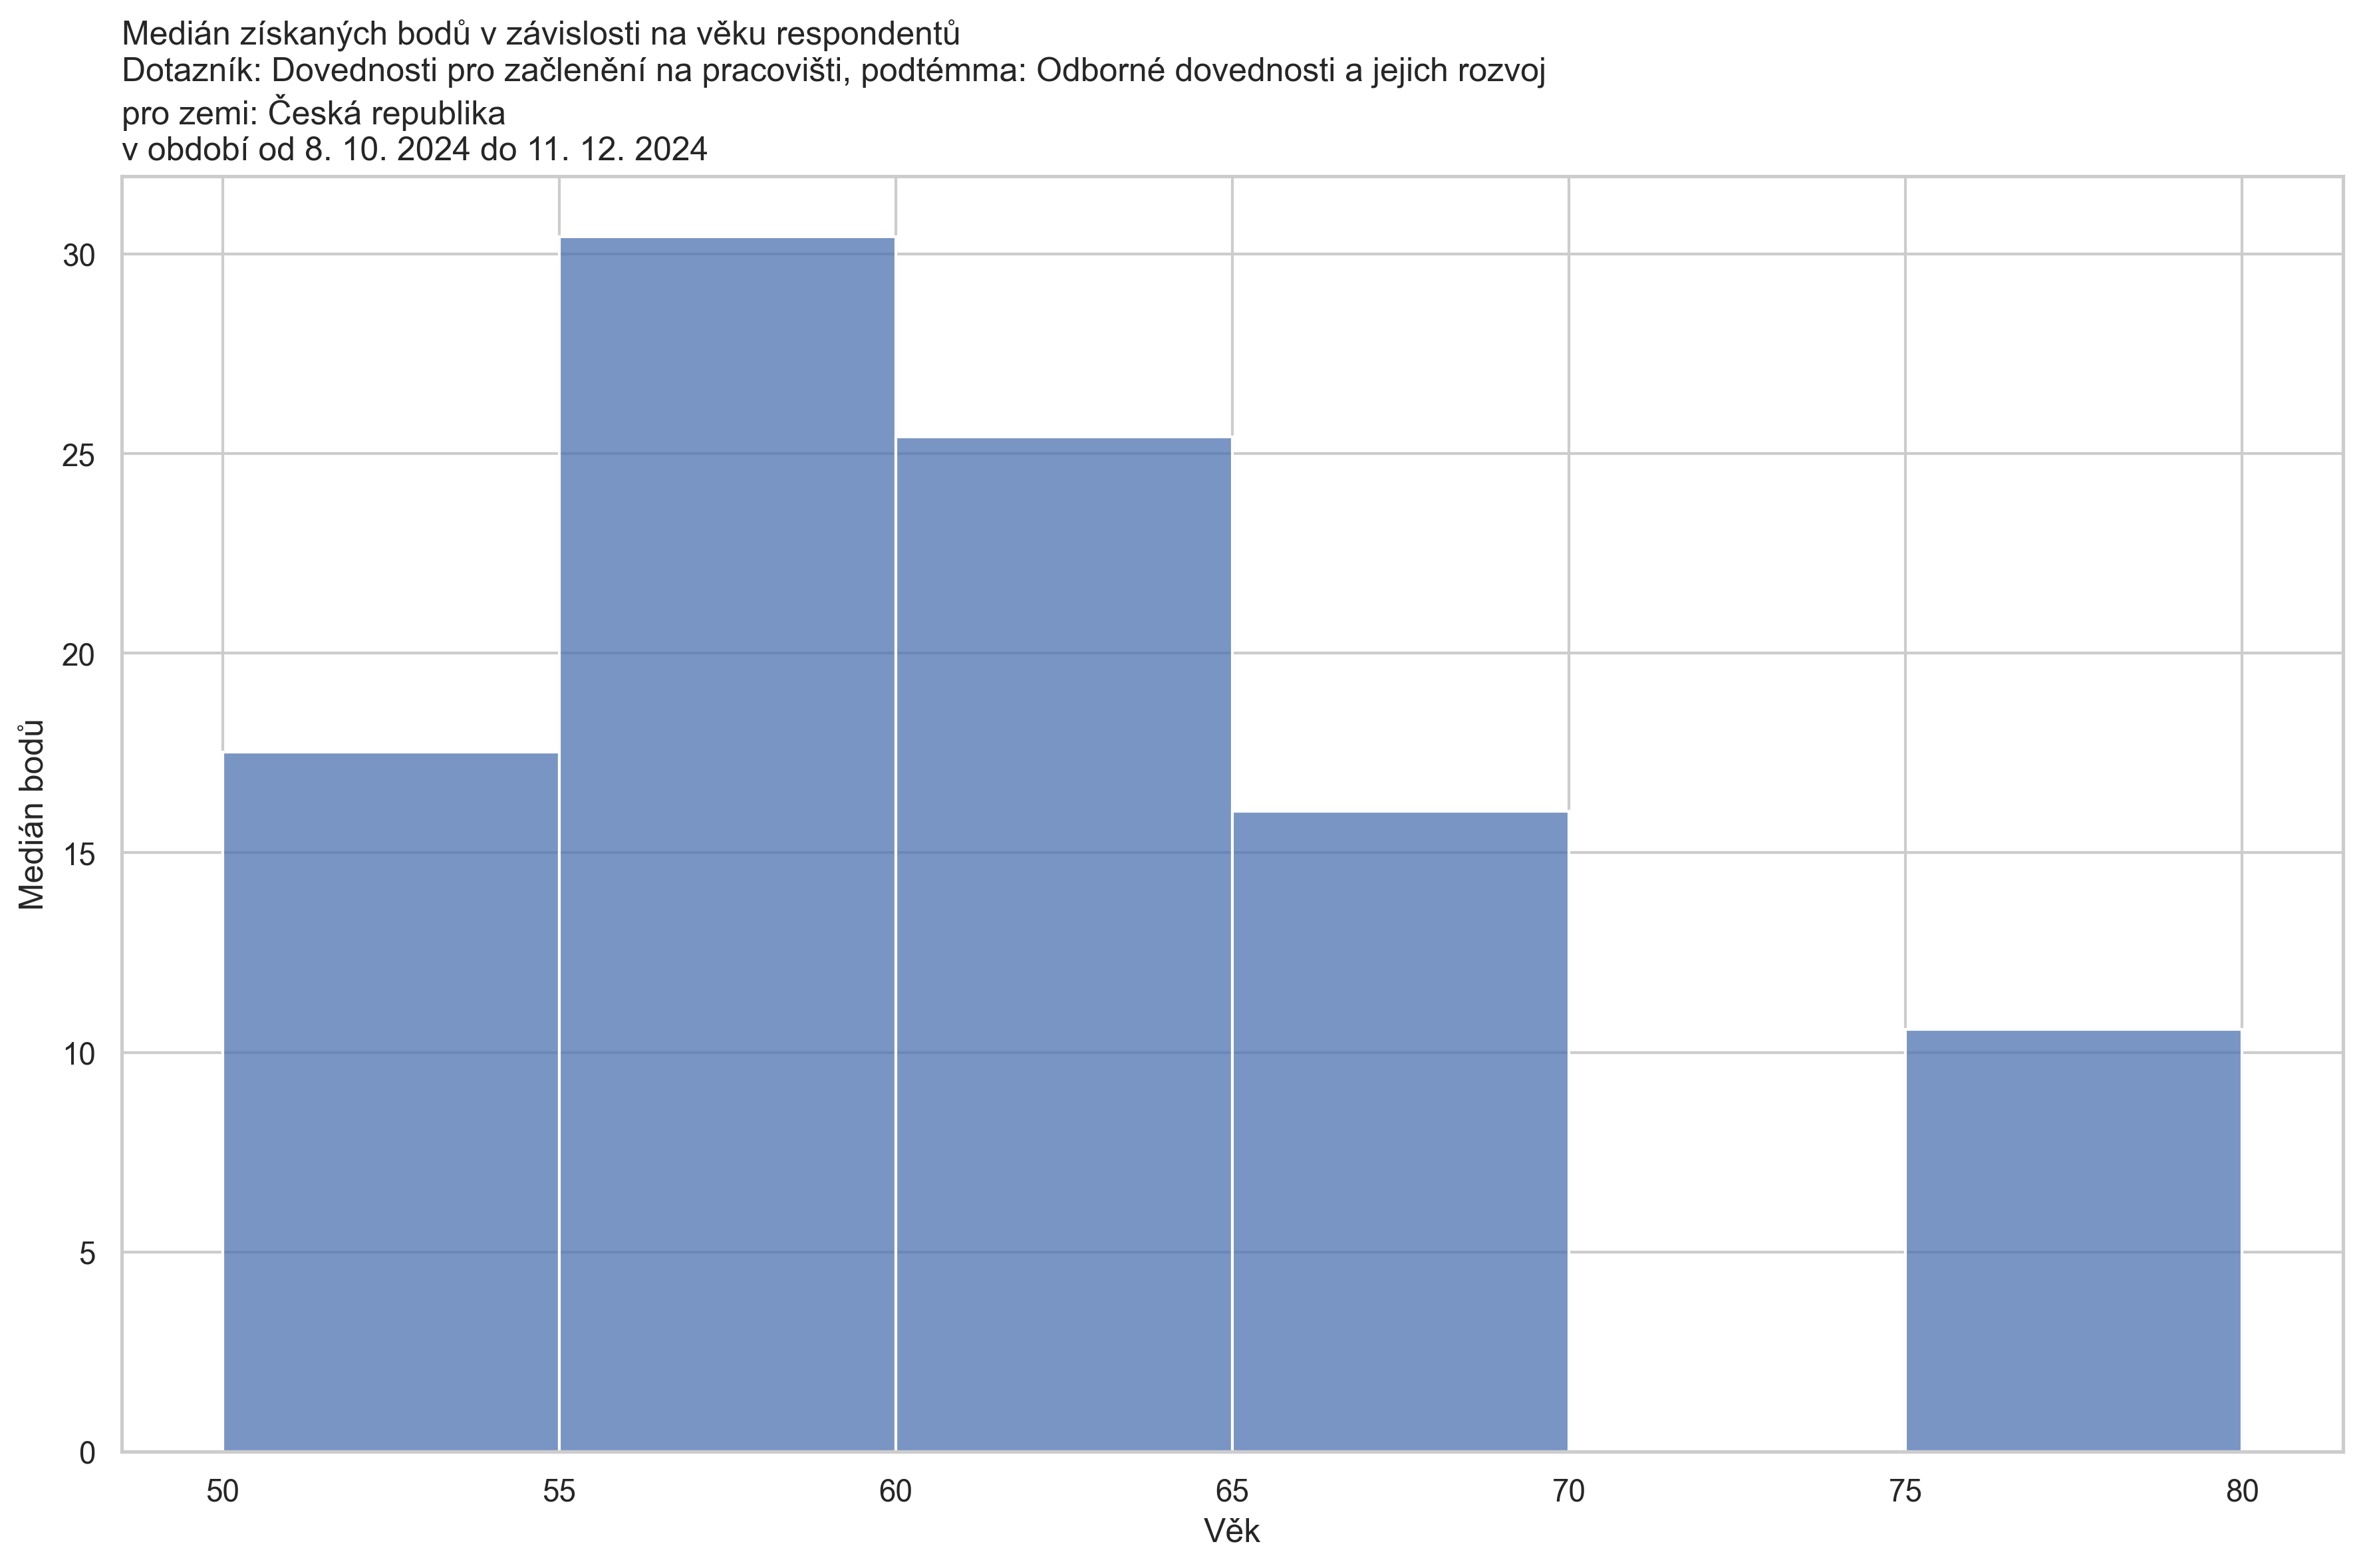 Medián získaných bodů v závislosti na věku respondentů
Dotazník: Dovednosti pro začlenění na pracovišti, podtémma: Odborné dovednosti a jejich rozvoj
pro zemi: Česká republika
v období od 8. 10. 2024 do 11. 12. 2024
30
25
20
15
10
5
0
Medián bodů
50 55 60 65 70 75 80
Věk